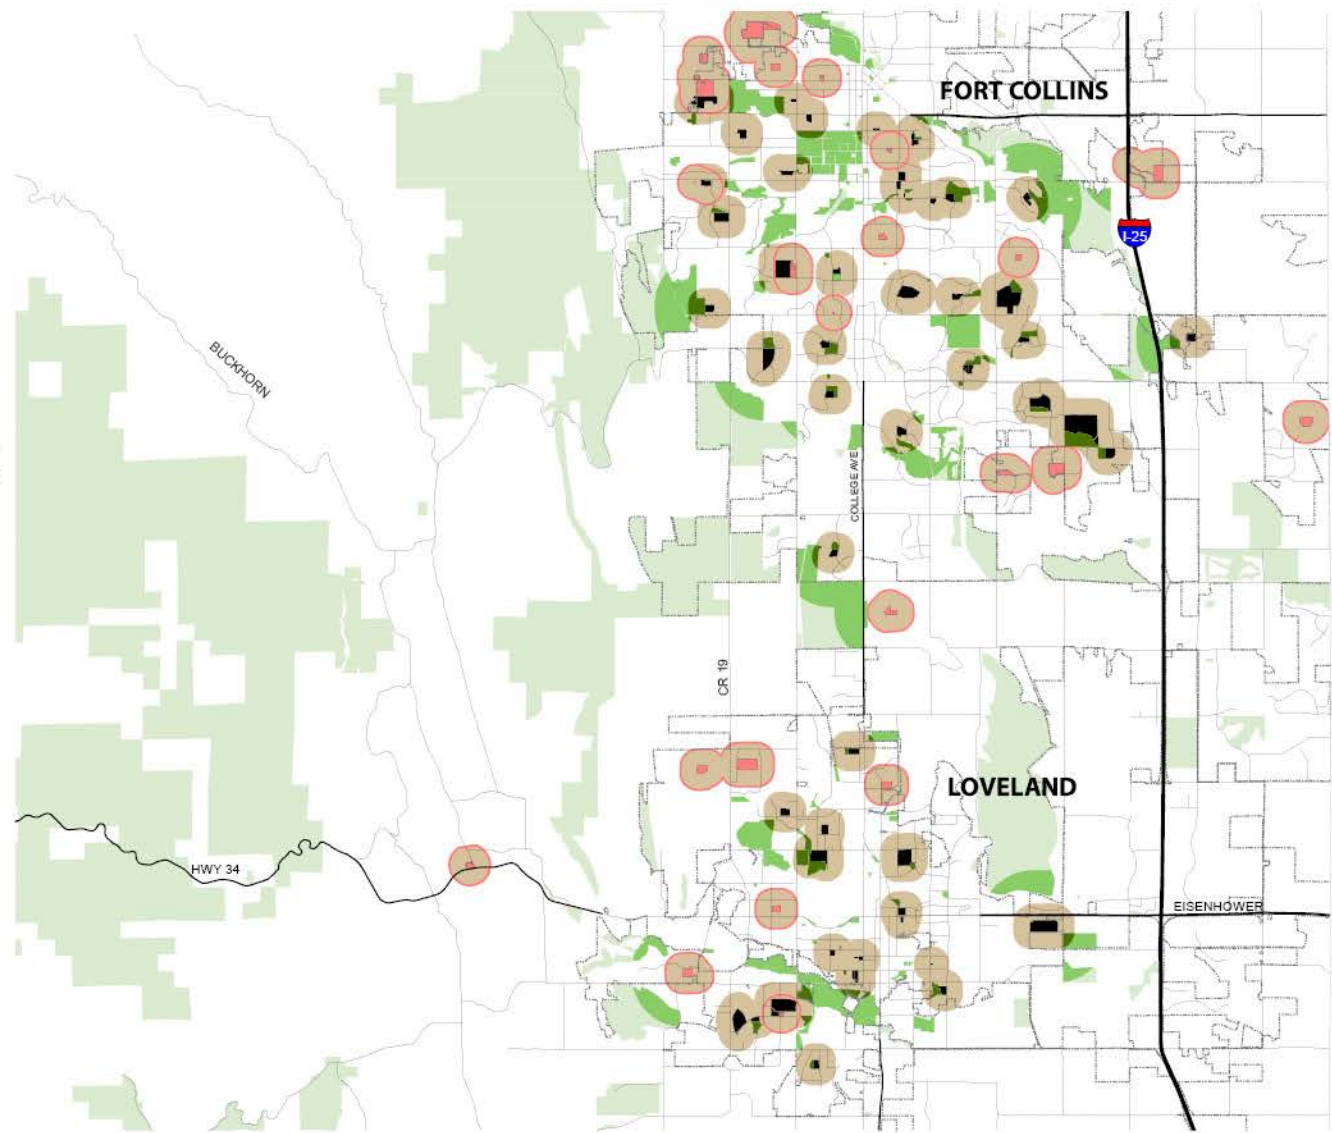 FORT COLLINS
I-25
BUCKHORN
COLLEGE AVE
CR 19
LOVELAND
HWY 34
EISENHOWER